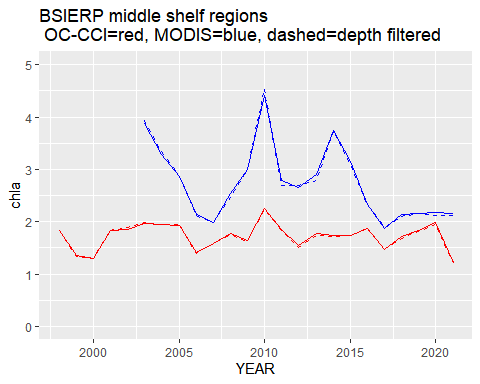 BSIERP middle shelf regions
OC-CCI=red, MODIS=blue, dashed=depth filtered
5
4
3
2
1
0
chla
2000
2005
2010
2015
2020
YEAR